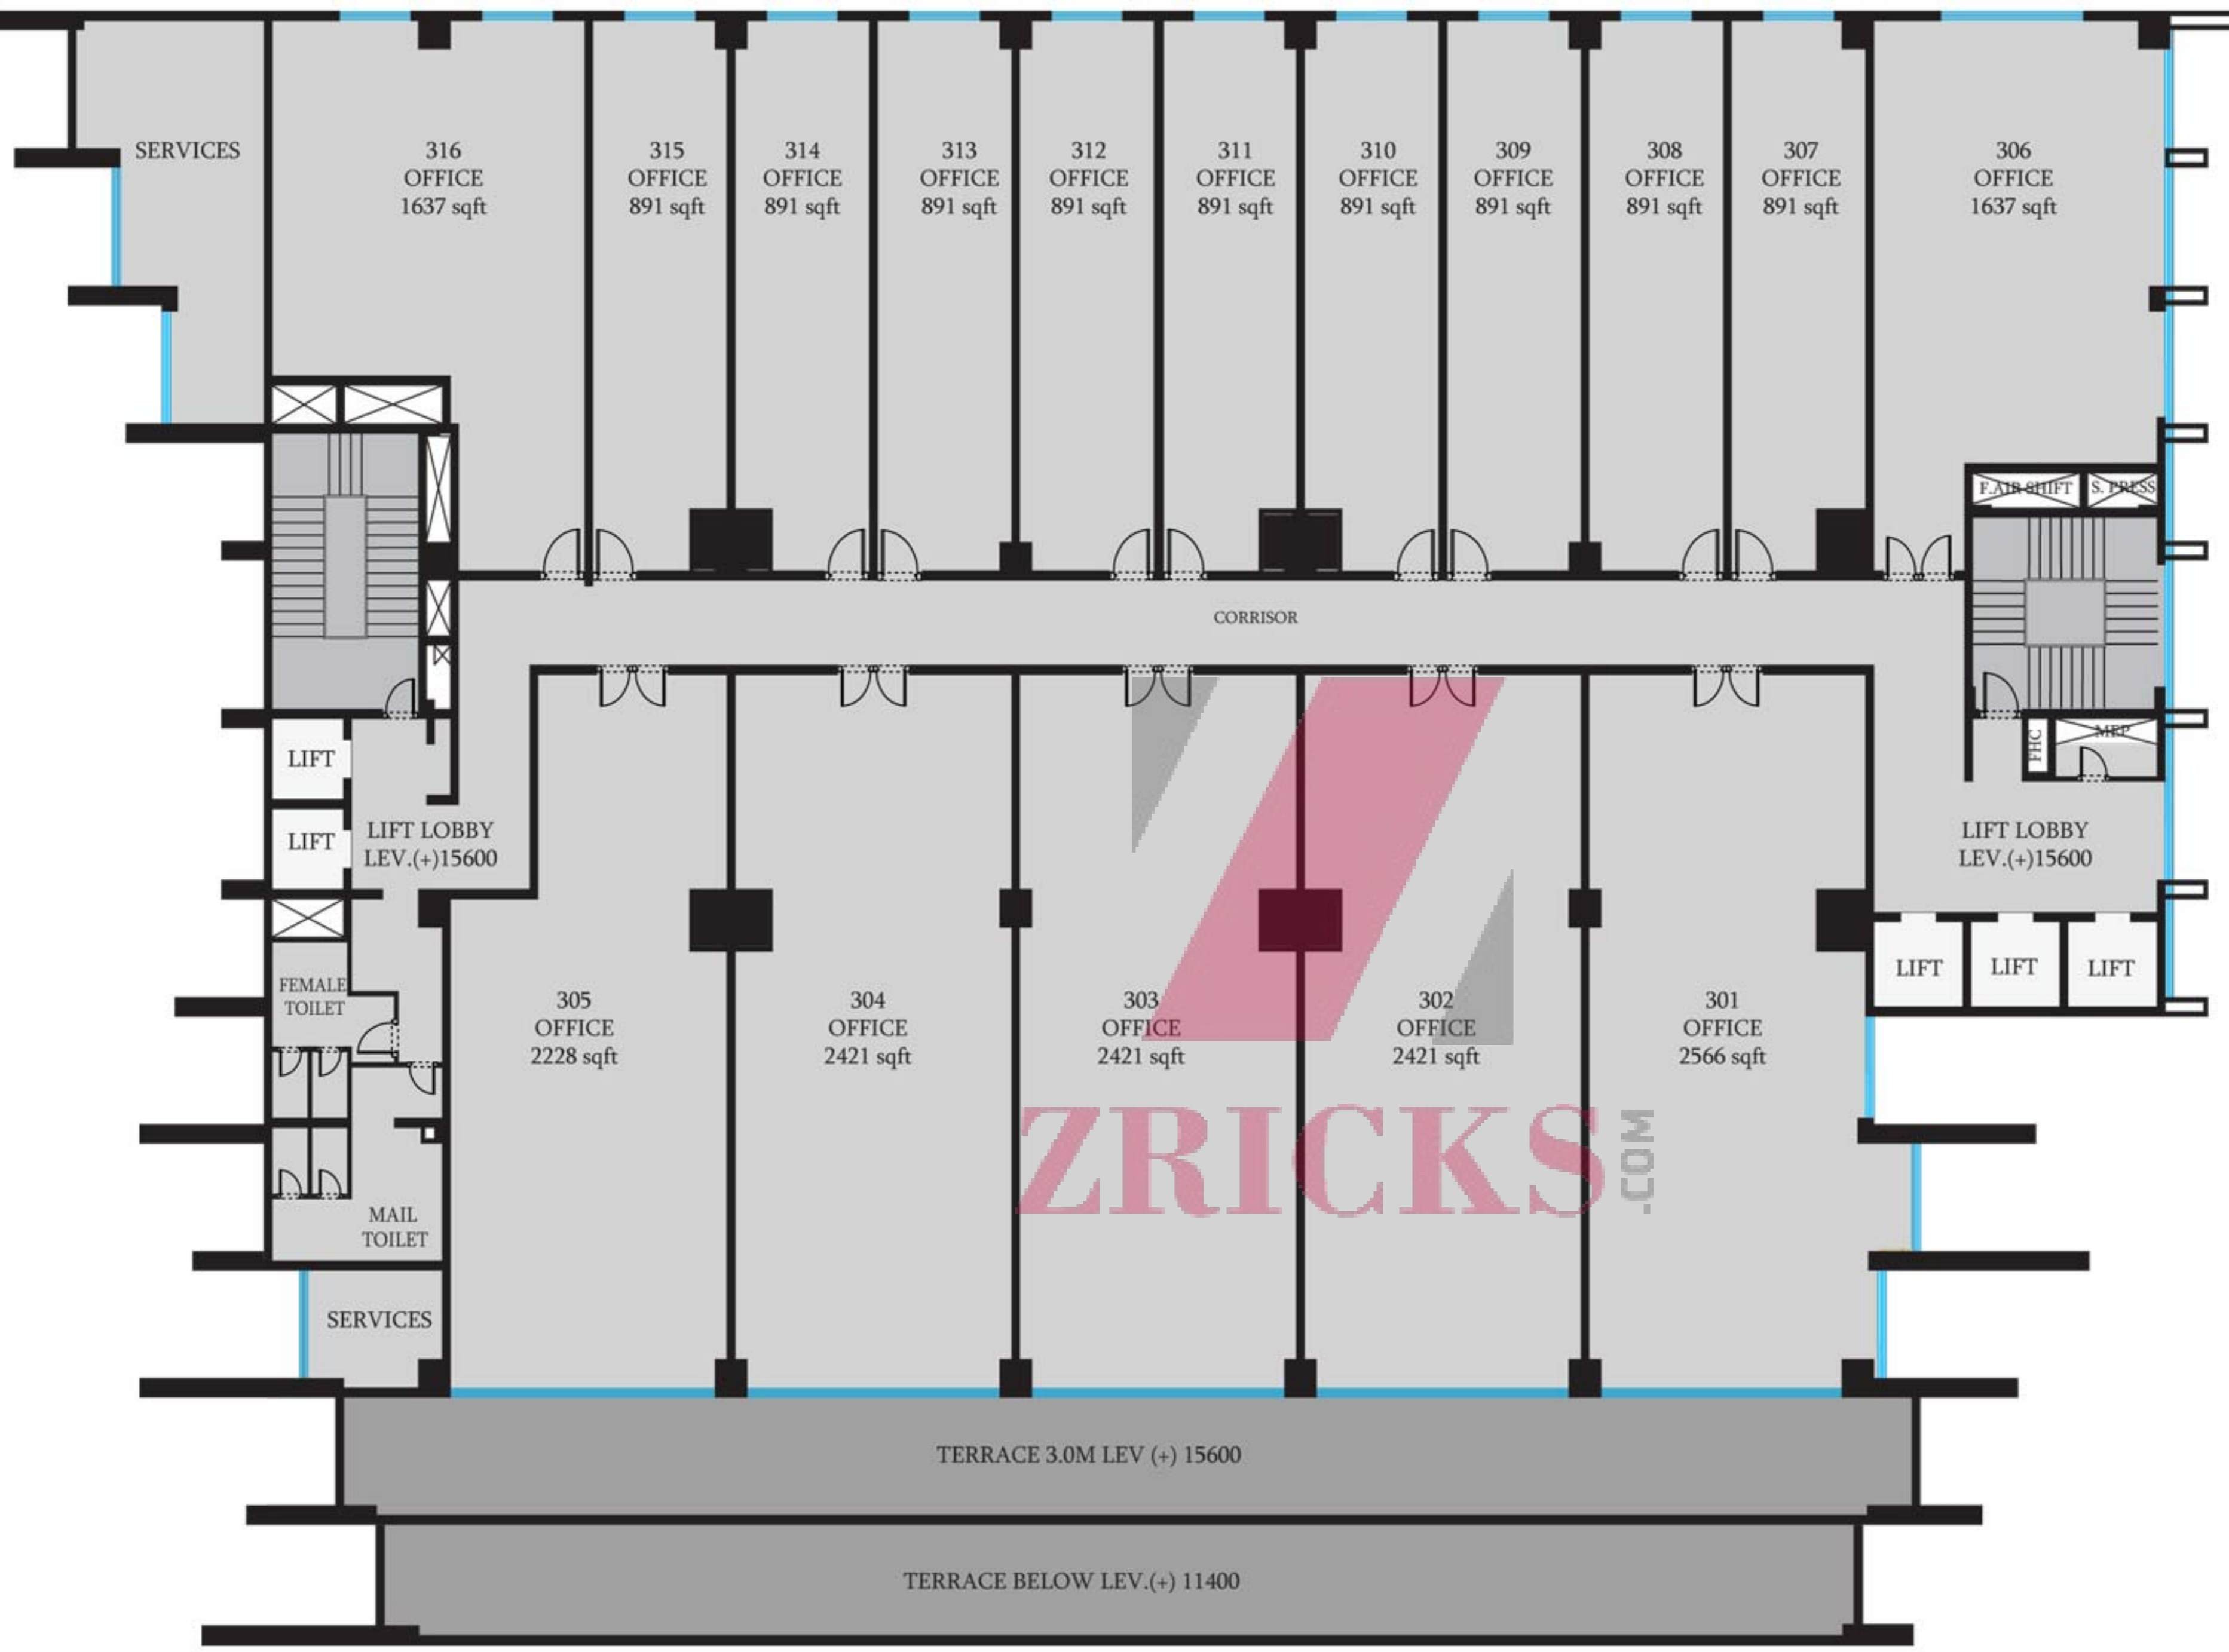 SERVICES
316
OFFICE
1637 sqft
315
OFFICE
891 sqft
314
OFFICE
891 sqft
313
OFFICE
891 sqft
312
OFFICE
891 sqft
311
OFFICE
891 sqft
310
OFFICE
891 sqft
309
OFFICE
891 sqft
308
OFFICE
891 sqft
307
OFFICE
891 sqft
306
OFFICE
1637 sqft
F.AIR SHIFT
S. PRESS
CORRISOR
FHC
MEP
LIFT
LIFT
LIFT LOBBY
LEV.(+)15600
LIFT LOBBY
LEV.(+)15600
LIFT
LIFT
LIFT
FEMALE
TOILET
305
OFFICE
2228 sqft
304
OFFICE
2421 sqft
303
OFFICE
2421 sqft
302
OFFICE
2421 sqft
301
OFFICE
2566 sqft
ZRICKS.COM
MAIL
TOILET
SERVICES
TERRACE 3.0M LEV (+) 15600
TERRACE BELOW LEV.(+) 11400